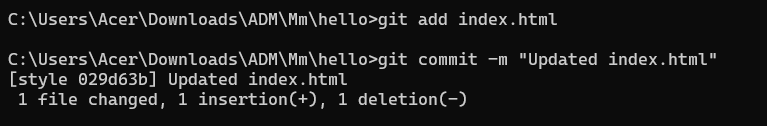 C:\Users\Acer\Downloads\ADM\Mm\hello>git add index.html
C:\Users\Acer\Downloads\ADM\Mm\hello>git commit -m "Updated index.html"
[style 029d63b] Updated index.html
 1 file changed, 1 insertion(+), 1 deletion(-)